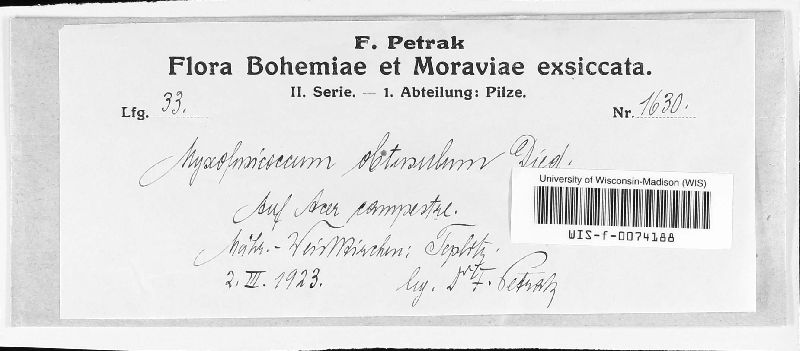 F. Petrak
Flora Bohemiae et Moraviae exsiccata.
II. Serie. — 1. Abteilung: Pilze.
Lfg. 33.
Nr. 1630.
Myxofusicoccum obtusulum Died.
Auf Acer campestre.
Mähr.-Weisskirchen: Teplitz.
2. III. 1923.
lg. Dr. F. Petrak
University of Wisconsin-Madison (WIS)
WIS-f-0074188